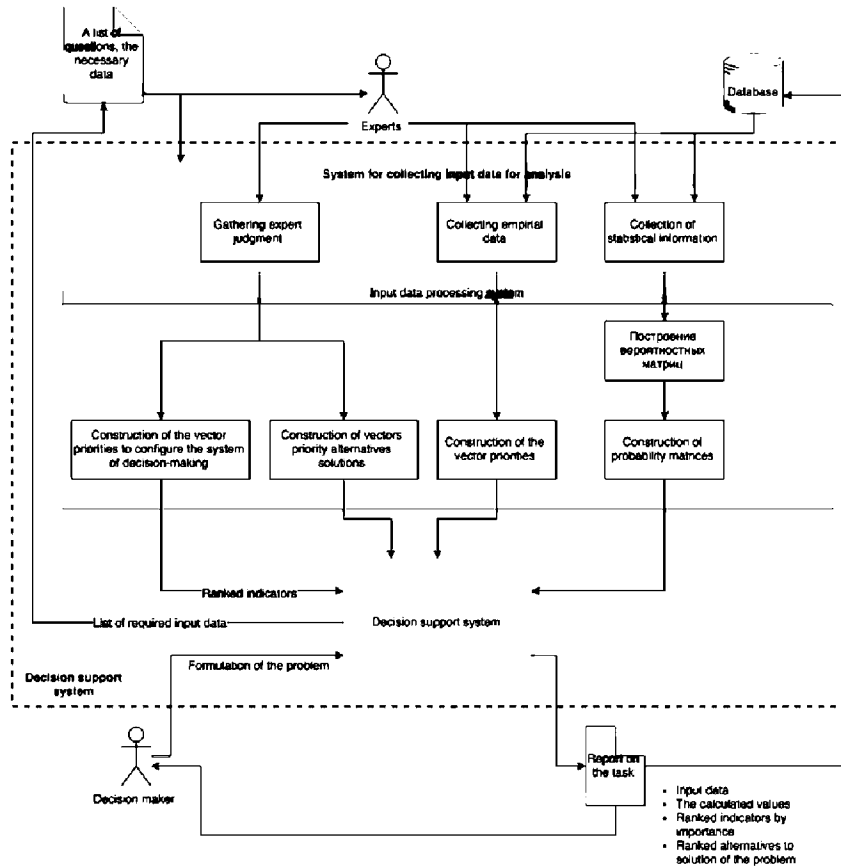 A list of
questions, the
necessary
data
Experts
Database
System for collecting input data for analysis
Gathering expert
judgment
Collecting empirial
data
Collection of
statistical information
Input data processing system
Построение
вероятностных
матриц
Construction of the vector
priorities to configure the system
of decision-making
Construction of vectors
priority alternatives
solutions
Construction of the
vector priorities
Construction of
probability matrices
Ranked indicators
List of required input data
Decision support system
Formulation of the problem
Decision support
system
Decision maker
Report on
the task
• Input data
• The calculated values
• Ranked indicators by
importance
• Ranked alternatives to
solution of the problem